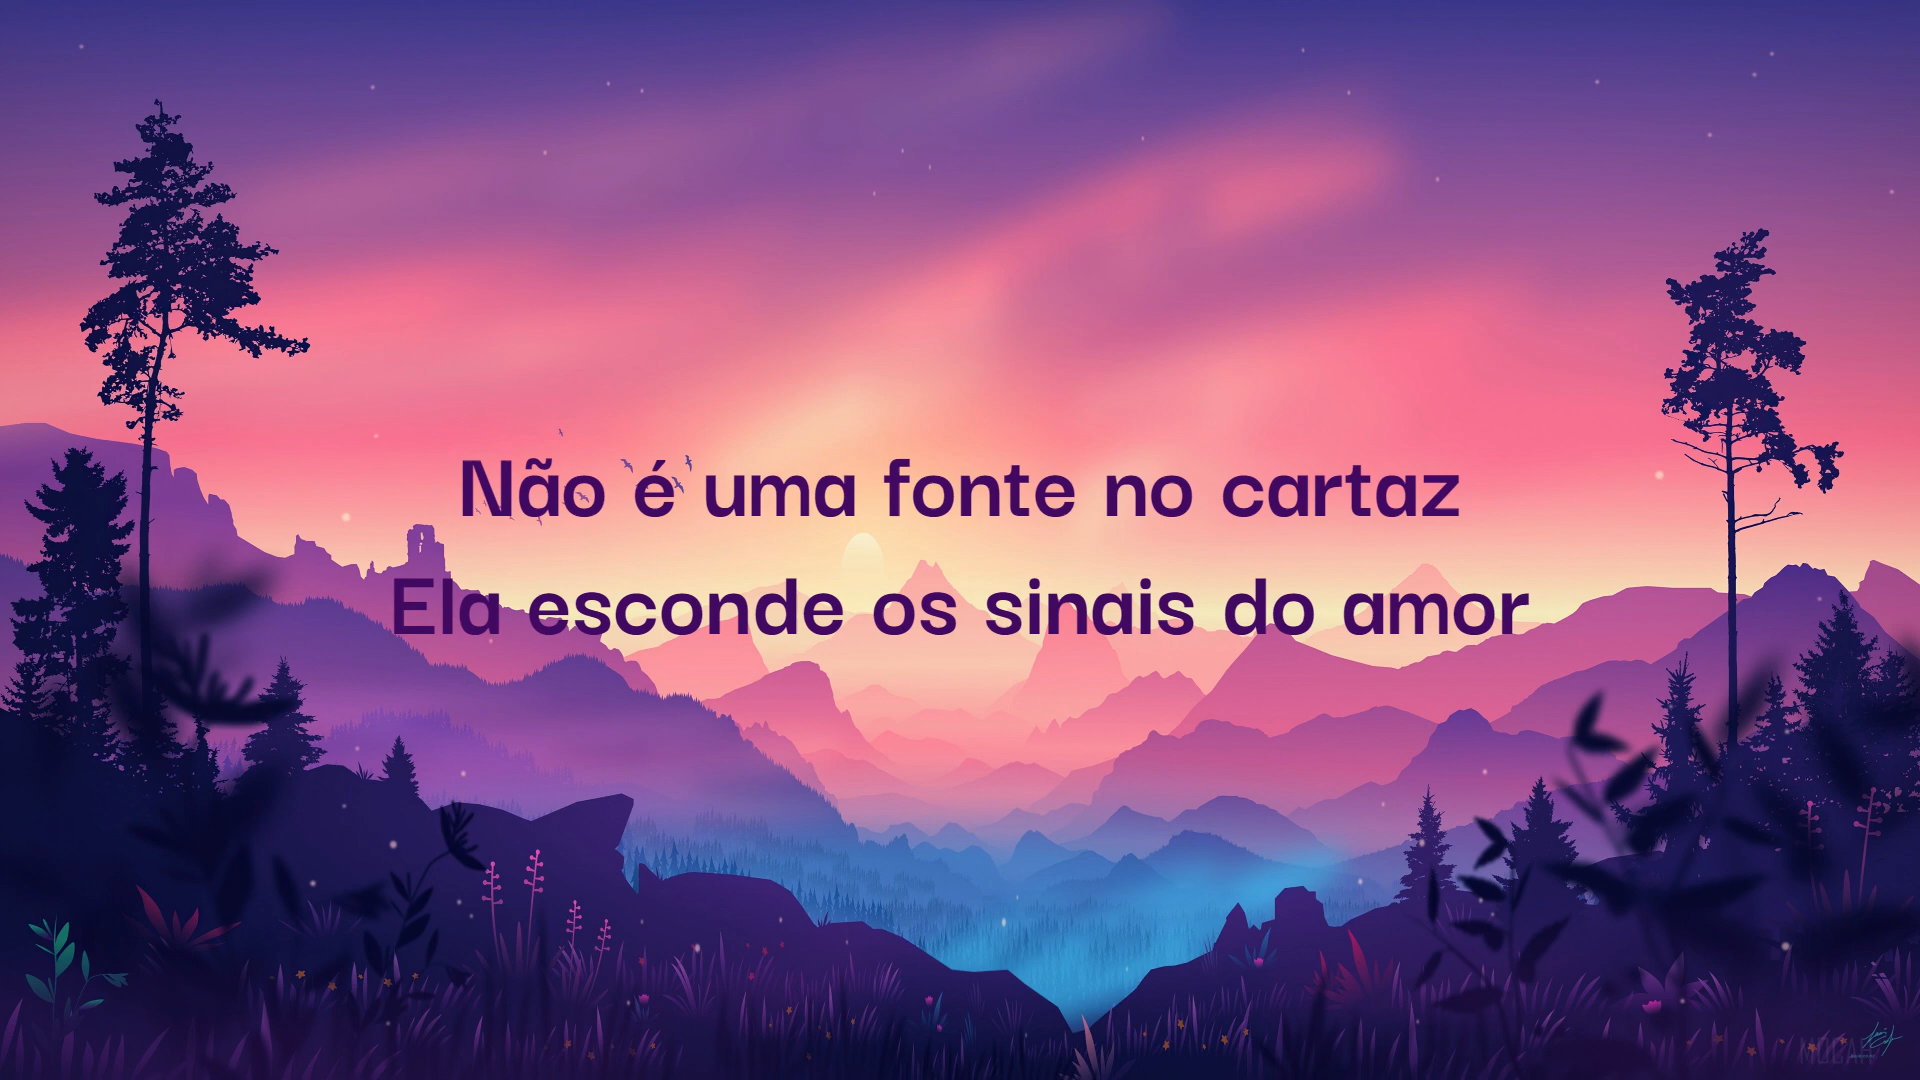 Não é uma fonte no cartaz
Ela esconde os sinais do amor